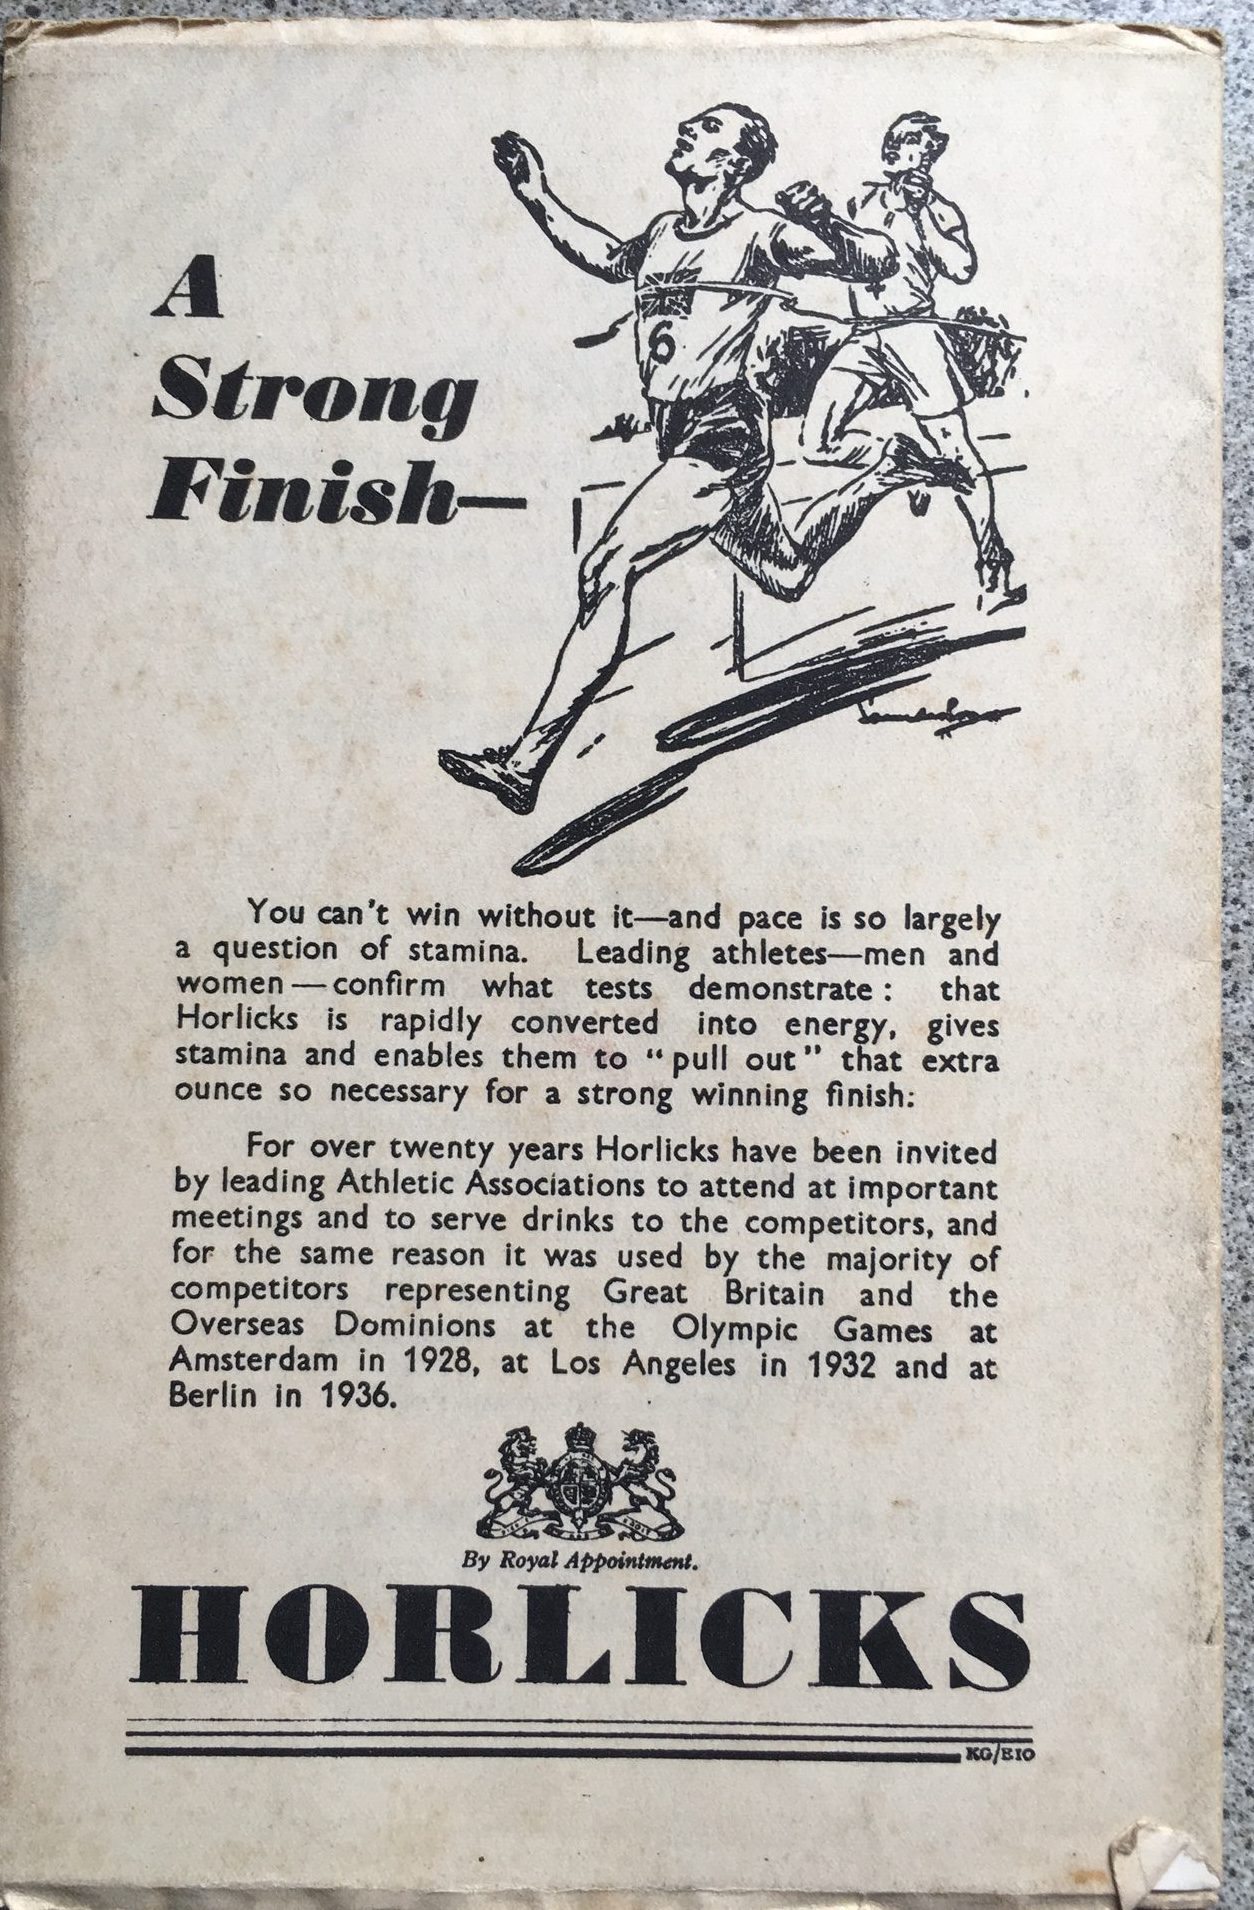 A
Strong
Finish—
6
You can't win without it—and pace is so largely
a question of stamina. Leading athletes—men and
women—confirm what tests demonstrate: that
Horlicks is rapidly converted into energy, gives
stamina and enables them to “pull out” that extra
ounce so necessary for a strong winning finish:
For over twenty years Horlicks have been invited
by leading Athletic Associations to attend at important
meetings and to serve drinks to the competitors, and
for the same reason it was used by the majority of
competitors representing Great Britain and the
Overseas Dominions at the Olympic Games at
Amsterdam in 1928, at Los Angeles in 1932 and at
Berlin in 1936.
By Royal Appointment.
HORLICKS
KG/E10